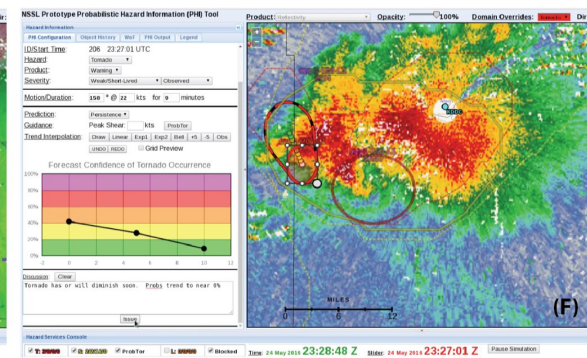 NSSL Prototype Probabilistic Hazard Information (PHI) Tool
Product: Reflectivity Opacity: 100% Domain Overrides: Tornado
Hazard Information
PHI Configuration Object History WoF PHI Output Legend
ID/Start Time: 206 23:27:01 UTC
Hazard Tornado
Product: Warning
Severity: Weak/Short-Lived Observed
Motion/Duration: 150 ° @ 22 kts for 9 minutes
Prediction: Persistence
Guidance: Peak Shear: kts ProbTor
Trend Interpolation: Draw Linear Exp1 Exp2 Bell +5 -5 Obs
UNDO REDO Grid Preview
Forecast Confidence of Tornado Occurrence
100%
80%
60%
40%
20%
0%
-2 0 2 4 6 8 10 12
Discussion Clear
Tornado has or will diminish soon. Probs trend to near 0%
Issue
KDDC
MILES
0 6 12
(F)
Hazard Services Console
ProbTor Blocked
Time: 24 May 2016 23:28:48 Z Slider: 24 May 2016 23:27:01 Z Pause Simulation